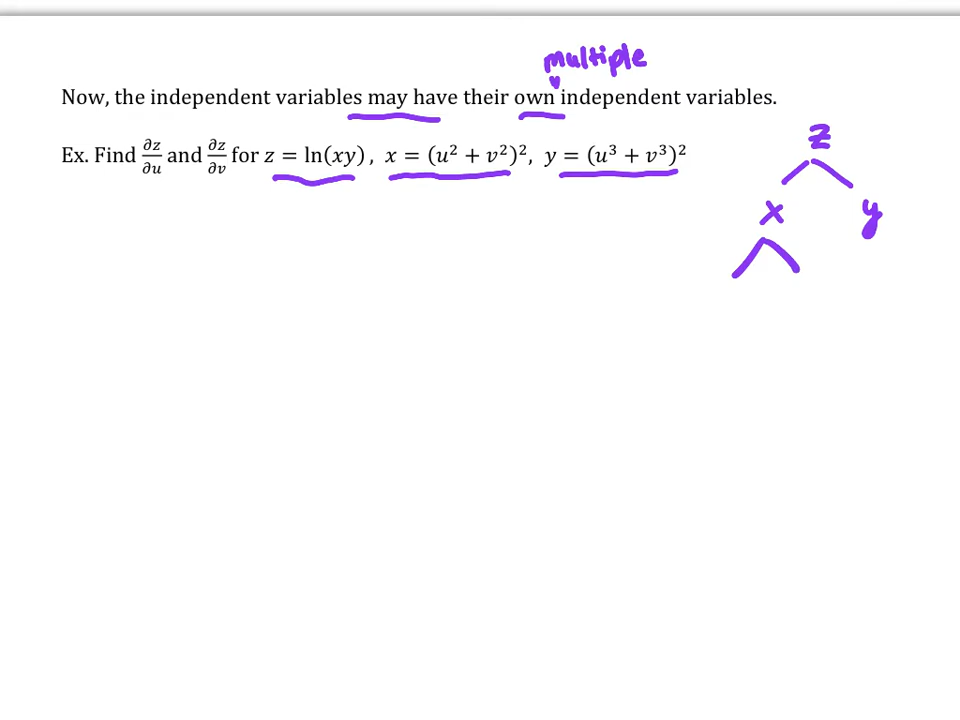 multiple
Now, the independent variables may have their own independent variables.
Ex. Find ∂z/∂u and ∂z/∂v for z = ln(xy) , x = (u² + v²)², y = (u³ + v³)²
z
x y